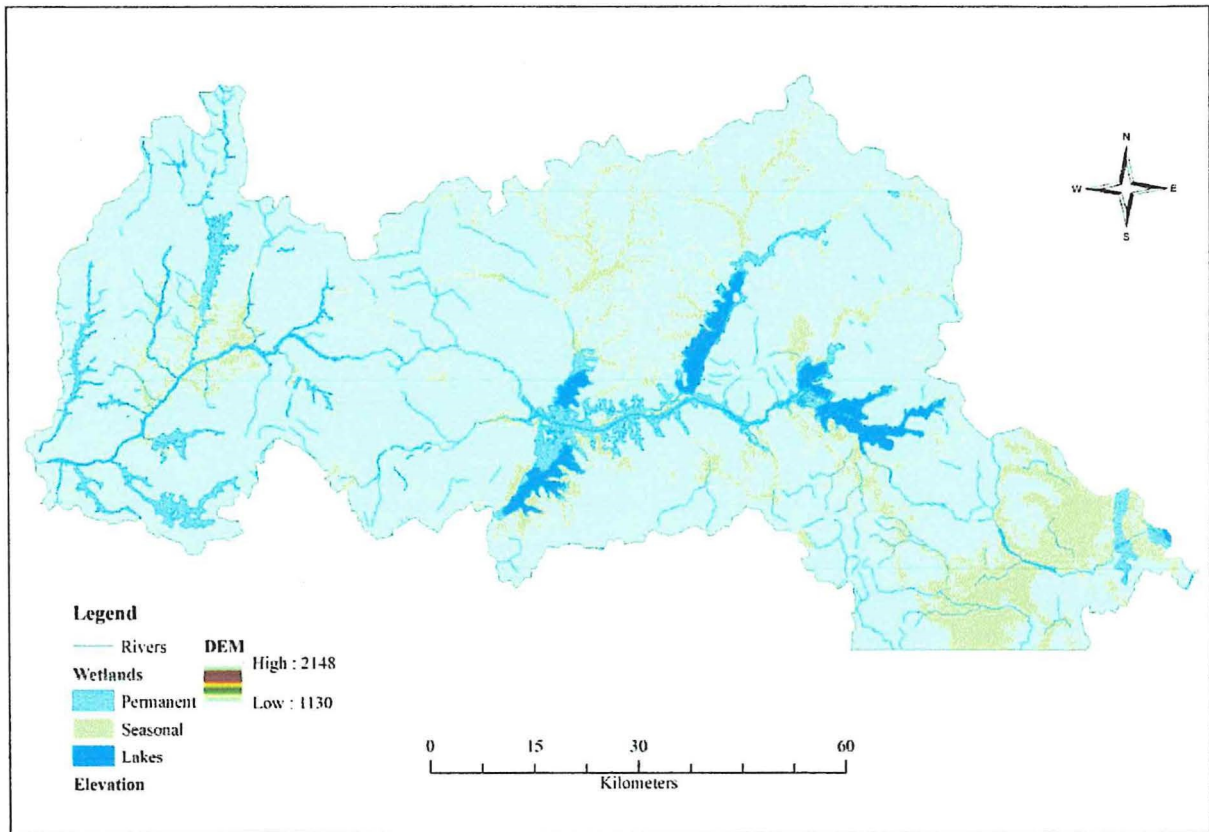 N
W E
S
Legend
Rivers
Wetlands
Permanent
Seasonal
Lakes
Elevation
DEM
High : 2148
Low : 1130
0 15 30 60
Kilometers